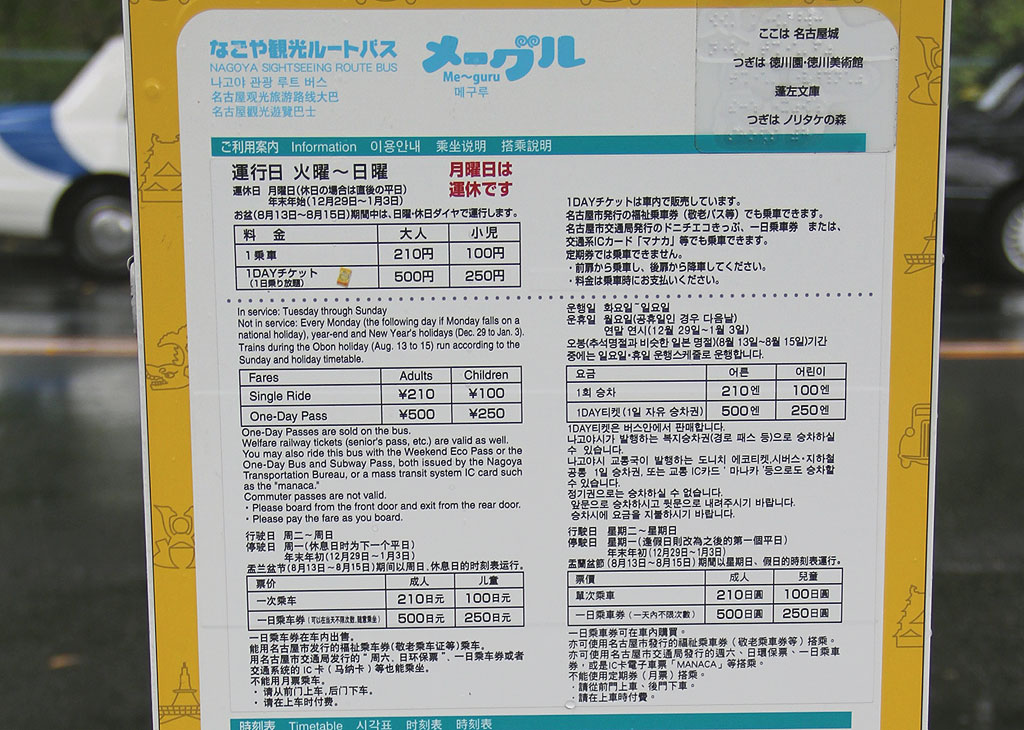 なごや観光ルートバス
NAGOYA SIGHTSEEING ROUTE BUS
나고야 관광 루트 버스
名古屋观光旅游路线大巴
名古屋觀光遊覽巴士
メーグル
Me～guru
메구루
ここは 名古屋城
つぎは 徳川園・徳川美術館
蓬左文庫
つぎは ノリタケの森
ご利用案内 Information 이용안내 乘坐说明 搭乘說明
運行日 火曜～日曜
月曜日は
運休です
運休日 月曜日(休日の場合は直後の平日)
年末年始(12月29日～1月3日)
お盆(8月13日～8月15日)期間中は、日曜・休日ダイヤで運行します。
料 金 大人 小児
1乗車 210円 100円
1DAYチケット
(1日乗り放題) 500円 250円
1DAYチケットは車内で販売しています。
名古屋市発行の福祉乗車券(敬老パス等)でも乗車できます。
名古屋市交通局発行のドニチエコきっぷ、一日乗車券 または、
交通系ICカード「マナカ」等でも乗車できます。
定期券では乗車できません。
・前扉から乗車し、後扉から降車してください。
・料金は乗車時にお支払いください。
In service: Tuesday through Sunday
Not in service: Every Monday (the following day if Monday falls on a
national holiday), year-end and New Year's holidays (Dec. 29 to Jan. 3).
Trains during the Obon holiday (Aug. 13 to 15) run according to the
Sunday and holiday timetable.
Fares Adults Children
Single Ride ¥210 ¥100
One-Day Pass ¥500 ¥250
One-Day Passes are sold on the bus.
Welfare railway tickets (senior's pass, etc.) are valid as well.
You may also ride this bus with the Weekend Eco Pass or the
One-Day Bus and Subway Pass, both issued by the Nagoya
Transportation Bureau, or a mass transit system IC card such
as the "manaca."
Commuter passes are not valid.
・Please board from the front door and exit from the rear door.
・Please pay the fare as you board.
운행일 화요일~일요일
운휴일 월요일(공휴일인 경우 다음날)
연말 연시(12월 29일~1월 3일)
오봉(추석명절과 비슷한 일본 명절)(8월 13일~8월 15일)기간
중에는 일요일·휴일 운행스케줄로 운행합니다.
요금 어른 어린이
1회 승차 210엔 100엔
1DAY티켓(1일 자유 승차권) 500엔 250엔
1DAY티켓은 버스안에서 판매합니다.
나고야시가 발행하는 복지승차권(경로 패스 등)으로 승차하실
수 있습니다.
나고야시 교통국이 발행하는 도니치 에코티켓,시버스·지하철
공통 1일 승차권, 또는 교통 IC카드 '마나카 '등으로도 승차할
수 있습니다.
정기권으로는 승차하실 수 없습니다.
앞문으로 승차하시고 뒷문으로 내려주시기 바랍니다.
승차시에 요금을 지불하시기 바랍니다.
行驶日 周二～周日
停驶日 周一(休息日时为下一个平日)
年末年初(12月29日～1月3日)
盂兰盆节(8月13日～8月15日)期间以周日、休息日的时刻表运行。
票价 成人 儿童
一次乘车 210日元 100日元
一日乘车券(可以在当天不限次数,随意乘坐) 500日元 250日元
一日乘车券在车内出售。
能用名古屋市发行的福祉乘车券(敬老乘车证等)乘车。
用名古屋市交通局发行的"周六、日环保票"、一日乘车券或者
交通系统的IC卡(马纳卡)等也能乘坐。
不能用月票乘车。
・请从前门上车，后门下车。
・请在上车时付费。
行駛日 星期二～星期日
停駛日 星期一(逢假日則改為之後的第一個平日)
年末年初(12月29日～1月3日)
盂蘭盆節(8月13日～8月15日)期間以星期日、假日的時刻表運行。
票價 成人 兒童
單次乘車 210日圓 100日圓
一日乘車券(一天內不限次數) 500日圓 250日圓
一日乘車券可在車內購買。
亦可使用名古屋市發行的福祉乘車券(敬老乘車券等)搭乘。
亦可使用名古屋市交通局發行的週六、日環保票、一日乘車
券，或是IC卡電子車票「MANACA」等搭乘。
不能使用定期券(月票)搭乘。
・請從前門上車、後門下車。
・請在上車時付費。
時刻表 Timetable 시각표 时刻表 時刻表